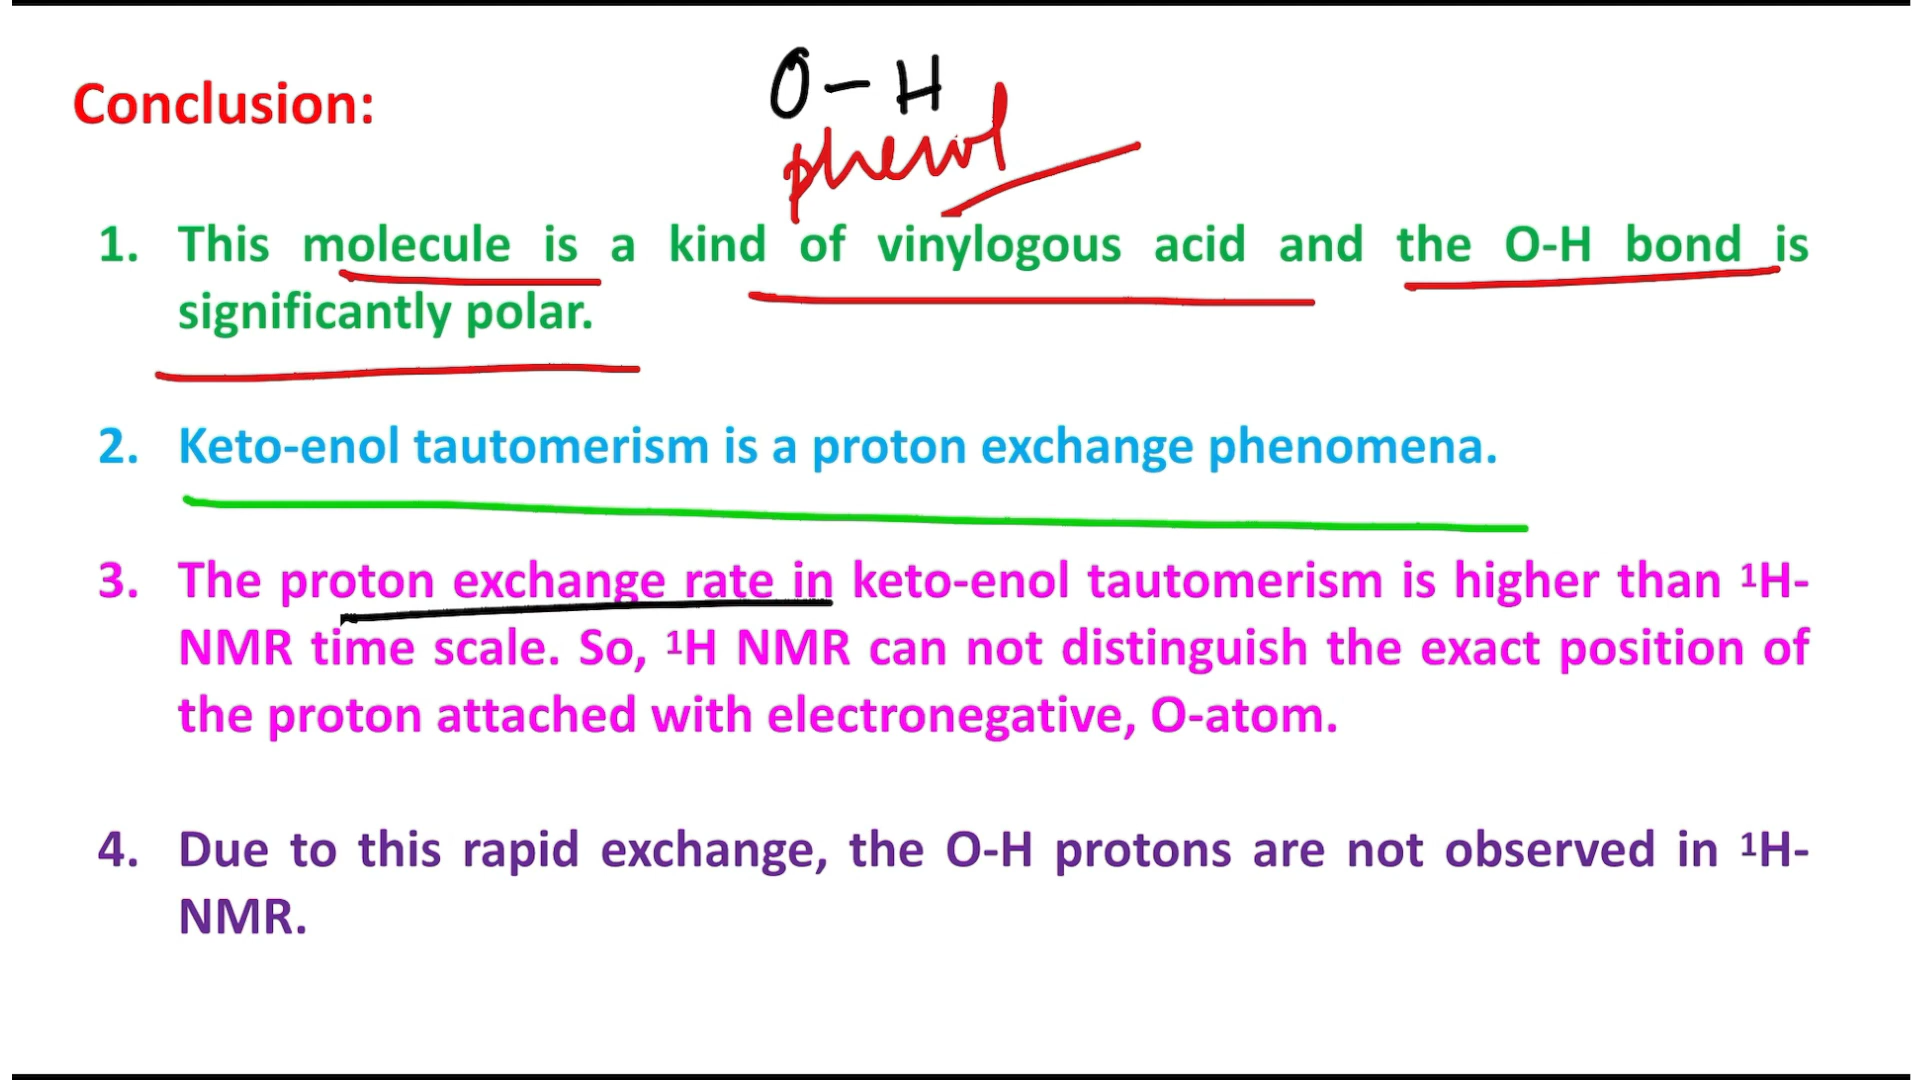 O-H
Conclusion:
phenol
1. This molecule is a kind of vinylogous acid and the O-H bond is
significantly polar.
2. Keto-enol tautomerism is a proton exchange phenomena.
3. The proton exchange rate in keto-enol tautomerism is higher than ¹H-
NMR time scale. So, ¹H NMR can not distinguish the exact position of
the proton attached with electronegative, O-atom.
4. Due to this rapid exchange, the O-H protons are not observed in ¹H-
NMR.